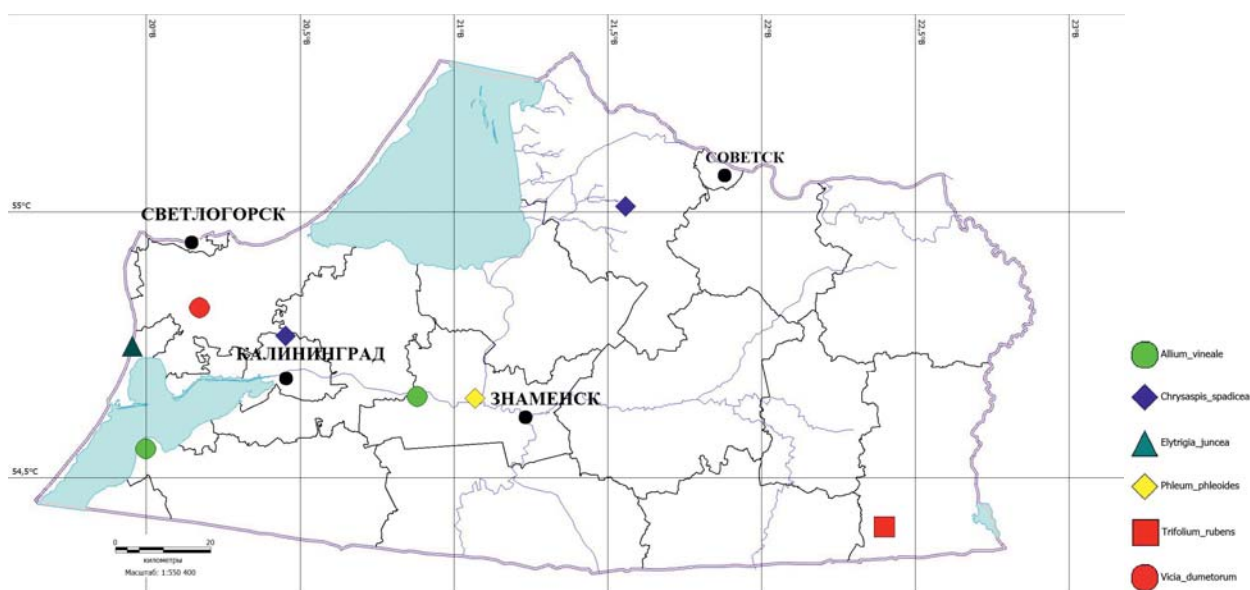 20°В
20,5°В
21°В
21,5°В
22°В
22,5°В
23°В
СОВЕТСК
55°С
СВЕТЛОГОРСК
КАЛИНИНГРАД
ЗНАМЕНСК
54,5°С
0 20
километры
Масштаб: 1:550 400
Allium_vineale
Chrysaspis_spadicea
Elytrigia_juncea
Phleum_phleoides
Trifolium_rubens
Vicia_dumetorum